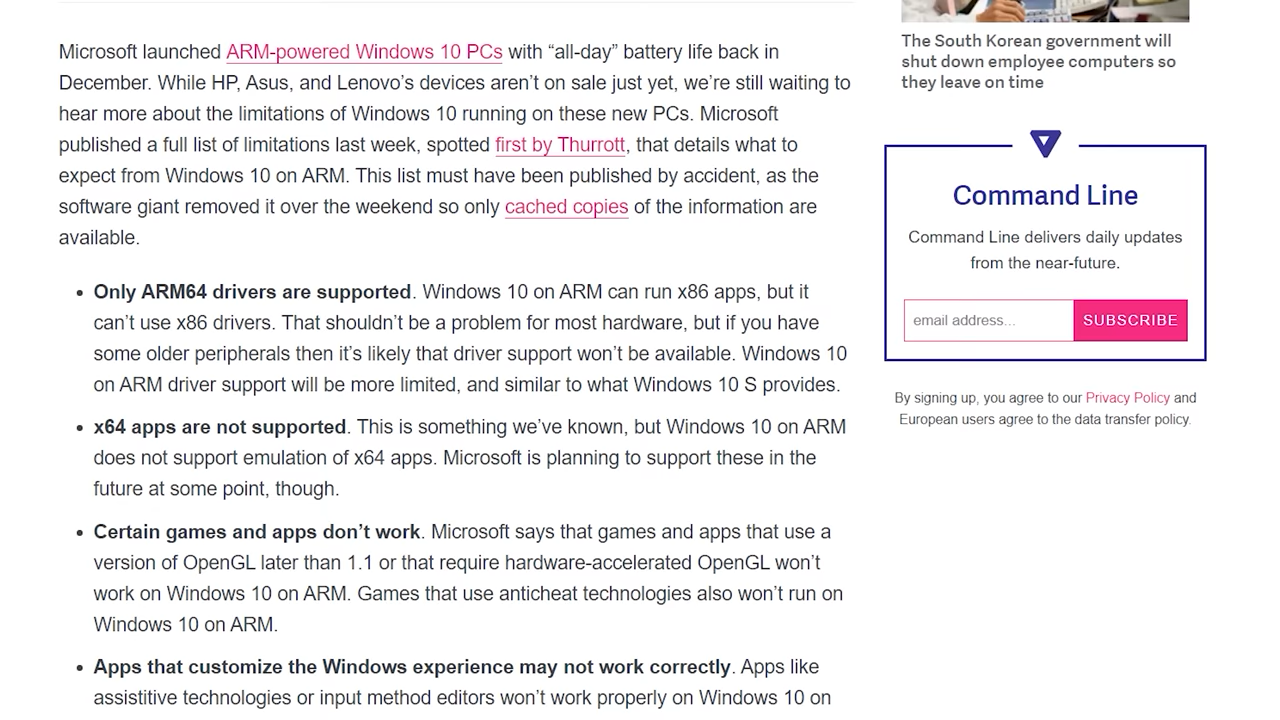 Microsoft launched ARM-powered Windows 10 PCs with “all-day” battery life back in
December. While HP, Asus, and Lenovo’s devices aren’t on sale just yet, we’re still waiting to
hear more about the limitations of Windows 10 running on these new PCs. Microsoft
published a full list of limitations last week, spotted first by Thurrott, that details what to
expect from Windows 10 on ARM. This list must have been published by accident, as the
software giant removed it over the weekend so only cached copies of the information are
available.
• Only ARM64 drivers are supported. Windows 10 on ARM can run x86 apps, but it
can’t use x86 drivers. That shouldn’t be a problem for most hardware, but if you have
some older peripherals then it’s likely that driver support won’t be available. Windows 10
on ARM driver support will be more limited, and similar to what Windows 10 S provides.
• x64 apps are not supported. This is something we’ve known, but Windows 10 on ARM
does not support emulation of x64 apps. Microsoft is planning to support these in the
future at some point, though.
• Certain games and apps don’t work. Microsoft says that games and apps that use a
version of OpenGL later than 1.1 or that require hardware-accelerated OpenGL won’t
work on Windows 10 on ARM. Games that use anticheat technologies also won’t run on
Windows 10 on ARM.
• Apps that customize the Windows experience may not work correctly. Apps like
assistitive technologies or input method editors won’t work properly on Windows 10 on
The South Korean government will
shut down employee computers so
they leave on time
Command Line
Command Line delivers daily updates
from the near-future.
email address...
SUBSCRIBE
By signing up, you agree to our Privacy Policy and
European users agree to the data transfer policy.